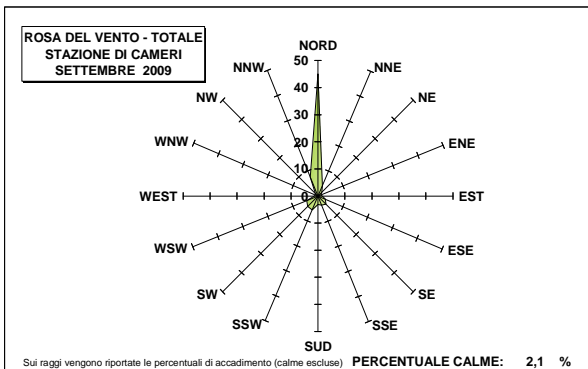 ROSA DEL VENTO - TOTALE
STAZIONE DI CAMERI
SETTEMBRE 2009
NORD
50
NNW
NNE
40
NW
NE
30
WNW
ENE
20
10
WEST
0
EST
WSW
ESE
SW
SE
SSW
SSE
SUD
Sui raggi vengono riportate le percentuali di accadimento (calme escluse) PERCENTUALE CALME: 2,1 %